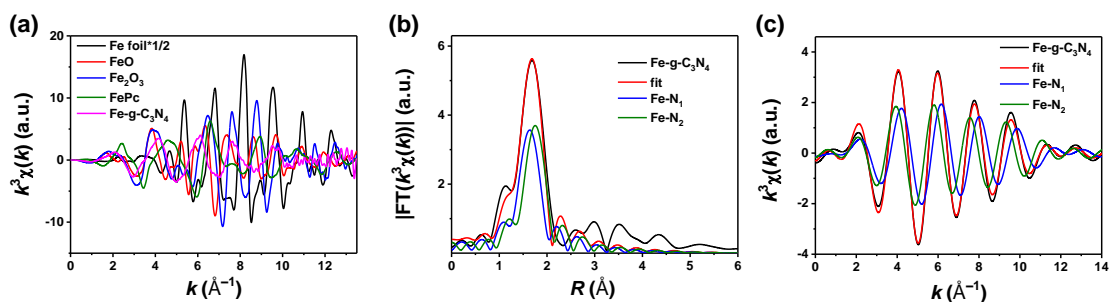 (a)
k³χ(k) (a.u.)
20
10
0
-10
Fe foil*1/2
FeO
Fe₂O₃
FePc
Fe-g-C₃N₄
0 2 4 6 8 10 12
k (Å⁻¹)
(b)
|FT(k³χ(k))| (a.u.)
6
4
2
Fe-g-C₃N₄
fit
Fe-N₁
Fe-N₂
0 1 2 3 4 5 6
R (Å)
(c)
k³χ(k) (a.u.)
4
2
0
-2
-4
Fe-g-C₃N₄
fit
Fe-N₁
Fe-N₂
0 2 4 6 8 10 12 14
k (Å⁻¹)